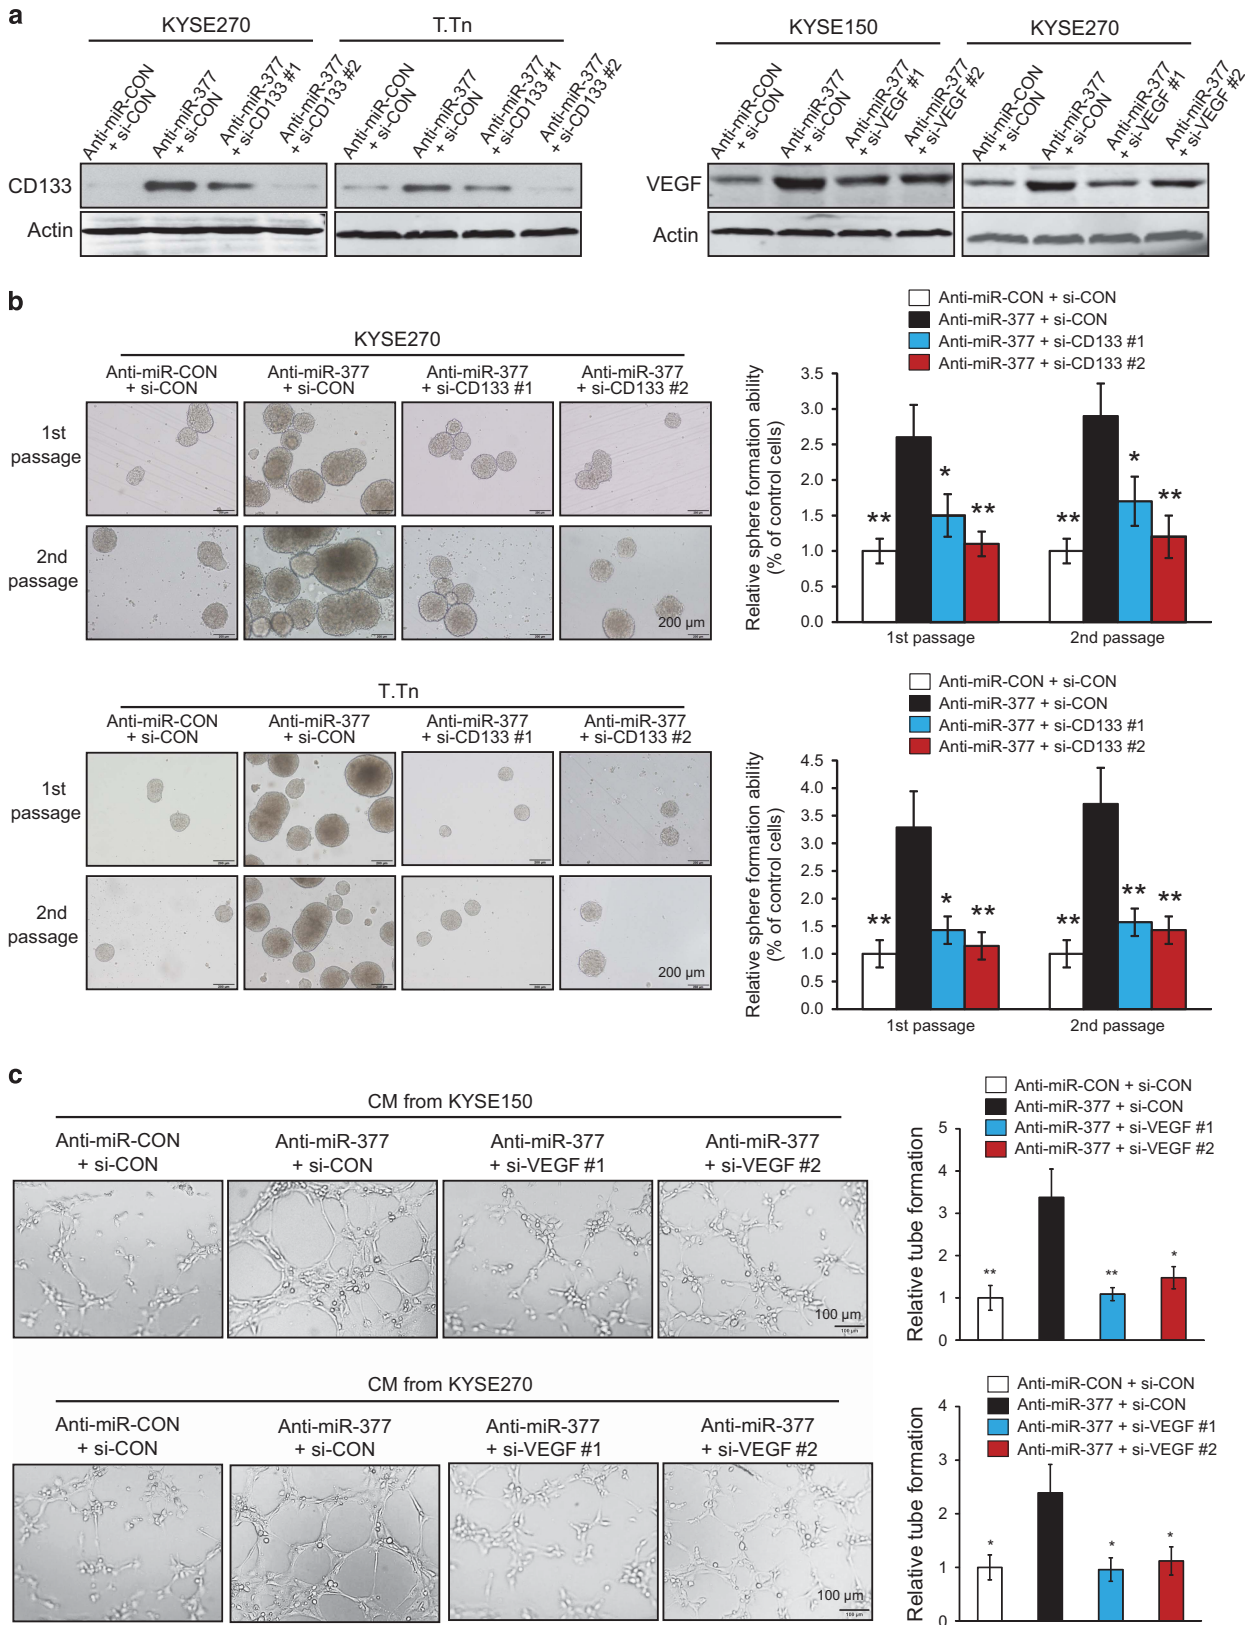 a
KYSE270
T.Tn
KYSE150
KYSE270
Anti-miR-CON
+ si-CON
Anti-miR-377
+ si-CON
Anti-miR-377
+ si-CD133 #1
Anti-miR-377
+ si-CD133 #2
Anti-miR-CON
+ si-CON
Anti-miR-377
+ si-CON
Anti-miR-377
+ si-CD133 #1
Anti-miR-377
+ si-CD133 #2
Anti-miR-CON
+ si-CON
Anti-miR-377
+ si-CON
Anti-miR-377
+ si-VEGF #1
Anti-miR-377
+ si-VEGF #2
Anti-miR-CON
+ si-CON
Anti-miR-377
+ si-CON
Anti-miR-377
+ si-VEGF #1
Anti-miR-377
+ si-VEGF #2
CD133
Actin
VEGF
Actin
b
KYSE270
Anti-miR-CON
+ si-CON
Anti-miR-377
+ si-CON
Anti-miR-377
+ si-CD133 #1
Anti-miR-377
+ si-CD133 #2
1st
passage
2nd
passage
200 µm
Anti-miR-CON + si-CON
Anti-miR-377 + si-CON
Anti-miR-377 + si-CD133 #1
Anti-miR-377 + si-CD133 #2
Relative sphere formation ability
(% of control cells)
3.5
3.0
2.5
2.0
1.5
1.0
0.5
0.0
** * **
** * **
1st passage
2nd passage
T.Tn
Anti-miR-CON
+ si-CON
Anti-miR-377
+ si-CON
Anti-miR-377
+ si-CD133 #1
Anti-miR-377
+ si-CD133 #2
1st
passage
2nd
passage
200 µm
Anti-miR-CON + si-CON
Anti-miR-377 + si-CON
Anti-miR-377 + si-CD133 #1
Anti-miR-377 + si-CD133 #2
Relative sphere formation ability
(% of control cells)
4.5
4.0
3.5
3.0
2.5
2.0
1.5
1.0
0.5
0.0
** * **
** ** **
1st passage
2nd passage
c
CM from KYSE150
Anti-miR-CON
+ si-CON
Anti-miR-377
+ si-CON
Anti-miR-377
+ si-VEGF #1
Anti-miR-377
+ si-VEGF #2
100 µm
100 µm
Anti-miR-CON + si-CON
Anti-miR-377 + si-CON
Anti-miR-377 + si-VEGF #1
Anti-miR-377 + si-VEGF #2
Relative tube formation
5
4
3
2
1
0
** ** *
CM from KYSE270
Anti-miR-CON
+ si-CON
Anti-miR-377
+ si-CON
Anti-miR-377
+ si-VEGF #1
Anti-miR-377
+ si-VEGF #2
100 µm
100 µm
Anti-miR-CON + si-CON
Anti-miR-377 + si-CON
Anti-miR-377 + si-VEGF #1
Anti-miR-377 + si-VEGF #2
Relative tube formation
4
3
2
1
0
* * *